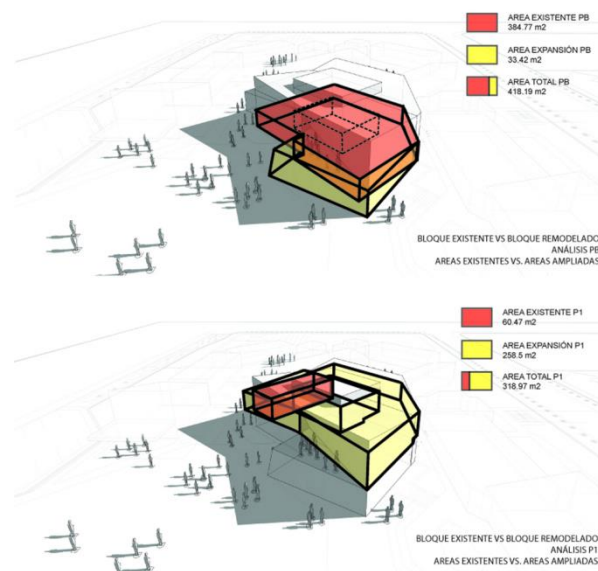 AREA EXISTENTE PB
384.77 m2
AREA EXPANSIÓN PB
33.42 m2
AREA TOTAL PB
418.19 m2
BLOQUE EXISTENTE VS BLOQUE REMODELADO
ANÁLISIS PB
AREAS EXISTENTES VS. AREAS AMPLIADAS
AREA EXISTENTE P1
60.47 m2
AREA EXPANSIÓN P1
258.5 m2
AREA TOTAL P1
318.97 m2
BLOQUE EXISTENTE VS BLOQUE REMODELADO
ANÁLISIS P1
AREAS EXISTENTES VS. AREAS AMPLIADAS